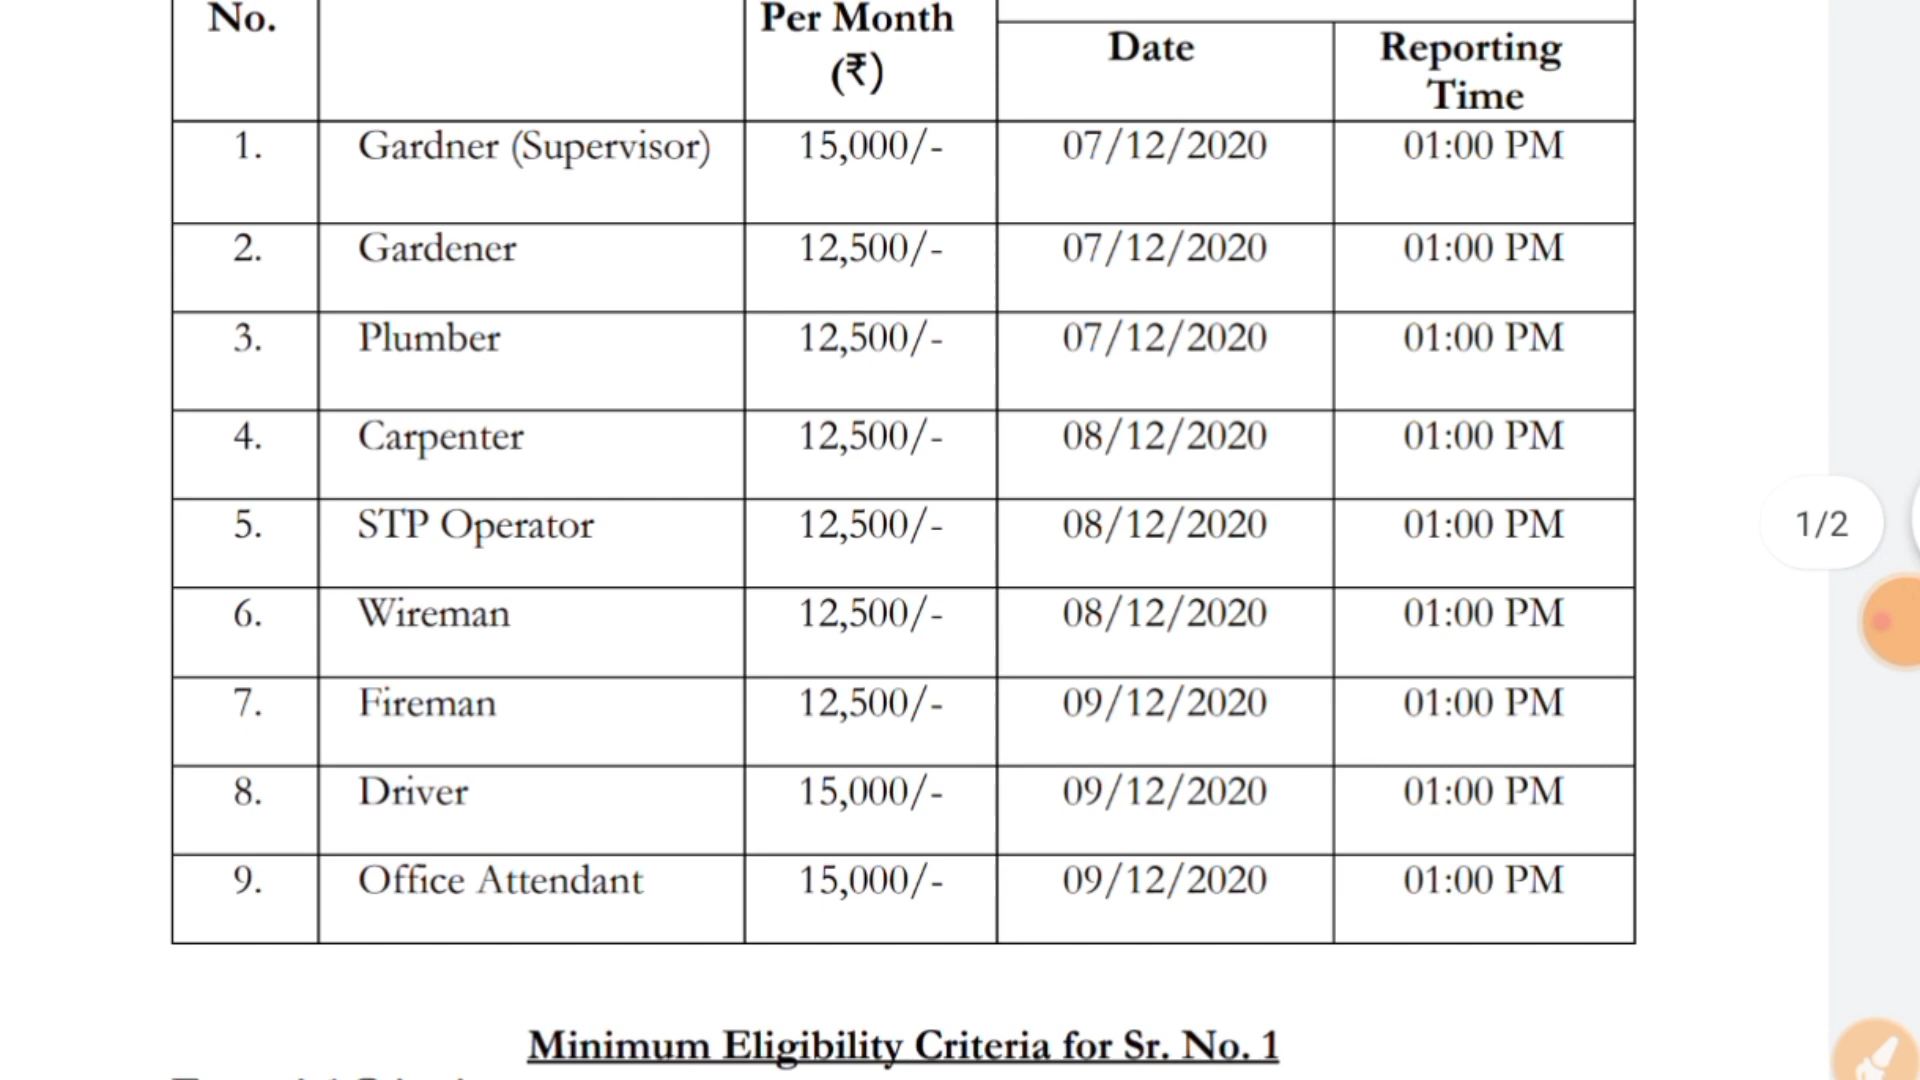 No.
Per Month
(₹)
Date
Reporting
Time
1. Gardner (Supervisor) 15,000/- 07/12/2020 01:00 PM
2. Gardener 12,500/- 07/12/2020 01:00 PM
3. Plumber 12,500/- 07/12/2020 01:00 PM
4. Carpenter 12,500/- 08/12/2020 01:00 PM
5. STP Operator 12,500/- 08/12/2020 01:00 PM
6. Wireman 12,500/- 08/12/2020 01:00 PM
7. Fireman 12,500/- 09/12/2020 01:00 PM
8. Driver 15,000/- 09/12/2020 01:00 PM
9. Office Attendant 15,000/- 09/12/2020 01:00 PM
1/2
Minimum Eligibility Criteria for Sr. No. 1